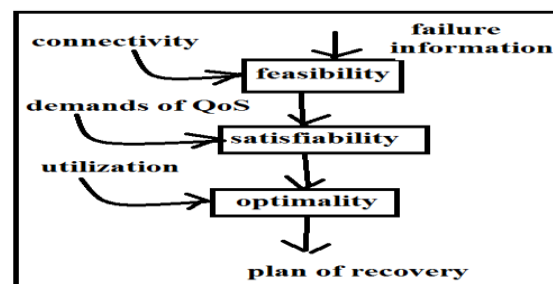 failure
information
connectivity
feasibility
demands of QoS
satisfiability
utilization
optimality
plan of recovery